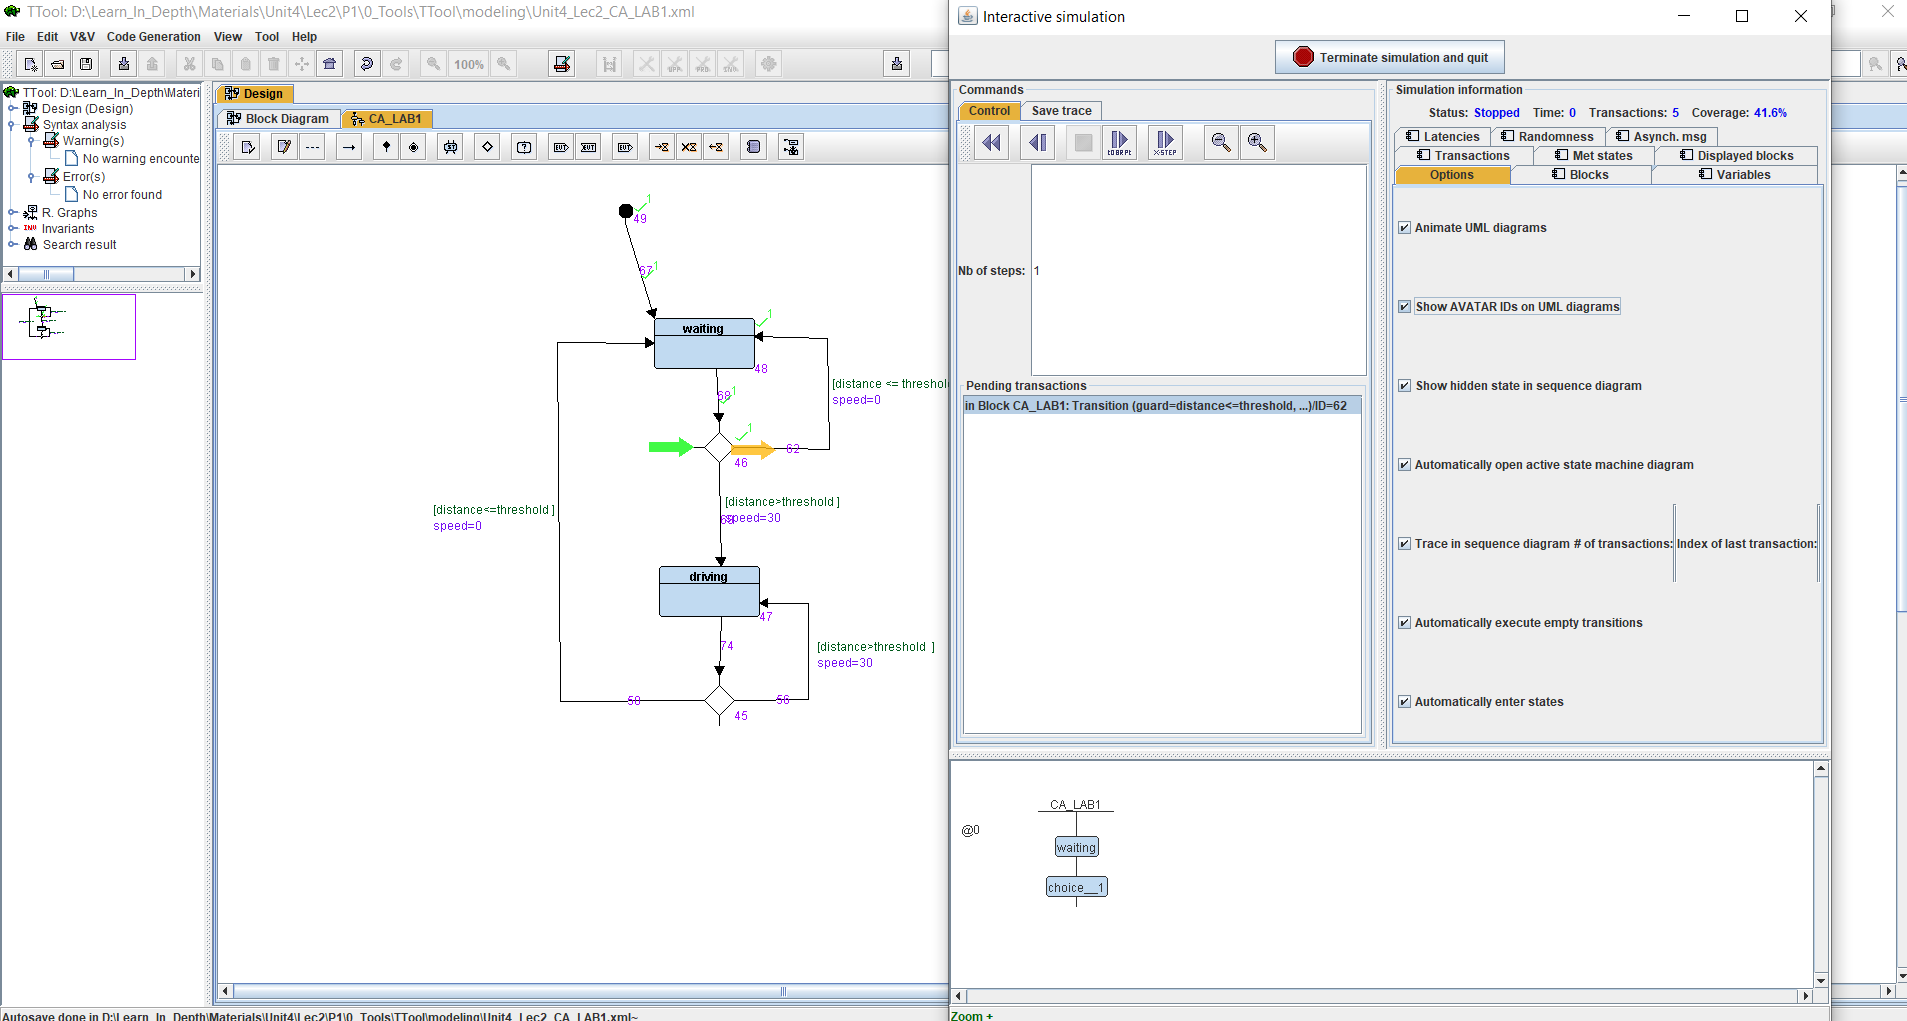 TTool: D:\Learn_In_Depth\Materials\Unit4\Lec2\P1\0_Tools\TTool\modeling\Unit4_Lec2_CA_LAB1.xml
File Edit V&V Code Generation View Tool Help
100%
TTool: D:\Learn_In_Depth\Materi
Design (Design)
Syntax analysis
Warning(s)
No warning encounte
Error(s)
No error found
R. Graphs
INV Invariants
Search result
Design
Block Diagram CA_LAB1
1
49
67 1
waiting 1
48
[distance <= threshol
speed=0
68 1
1
62
46
[distance>threshold ]
speed=30
[distance<=threshold ]
speed=0
driving
47
74
[distance>threshold ]
speed=30
50 56
45
Autosave done in D:\Learn_In_Depth\Materials\Unit4\Lec2\P1\0_Tools\TTool\modeling\Unit4_Lec2_CA_LAB1.xml~
Interactive simulation
Terminate simulation and quit
Commands
Control Save trace
to BRPt X-STEP
Nb of steps: 1
Pending transactions
in Block CA_LAB1: Transition (guard=distance<=threshold, ...)/ID=62
Simulation information
Status: Stopped Time: 0 Transactions: 5 Coverage: 41.6%
Latencies Randomness Asynch. msg
Transactions Met states Displayed blocks
Options Blocks Variables
Animate UML diagrams
Show AVATAR IDs on UML diagrams
Show hidden state in sequence diagram
Automatically open active state machine diagram
Trace in sequence diagram # of transactions: Index of last transaction:
Automatically execute empty transitions
Automatically enter states
CA_LAB1
@0
waiting
choice__1
Zoom +